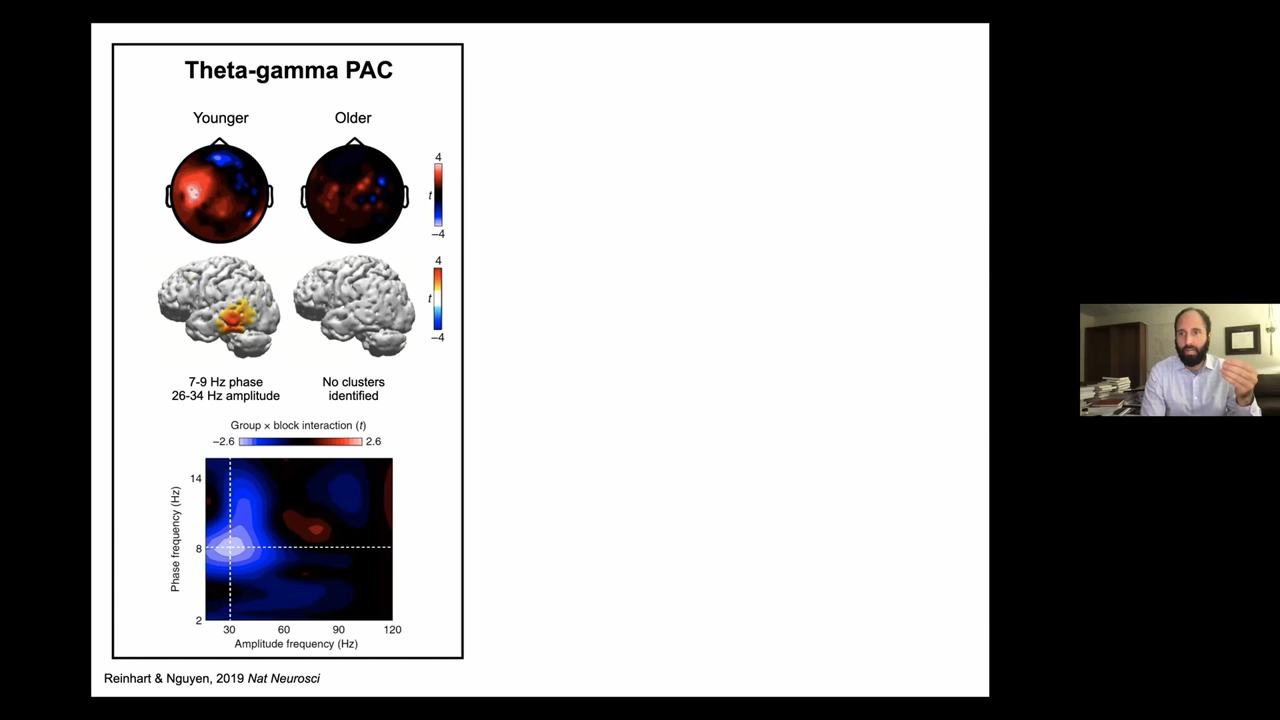 Theta-gamma PAC
Younger
Older
4
t
–4
4
t
–4
7-9 Hz phase
26-34 Hz amplitude
No clusters
identified
Group × block interaction (t)
–2.6
2.6
14
8
2
Phase frequency (Hz)
30
60
90
120
Amplitude frequency (Hz)
Reinhart & Nguyen, 2019 Nat Neurosci